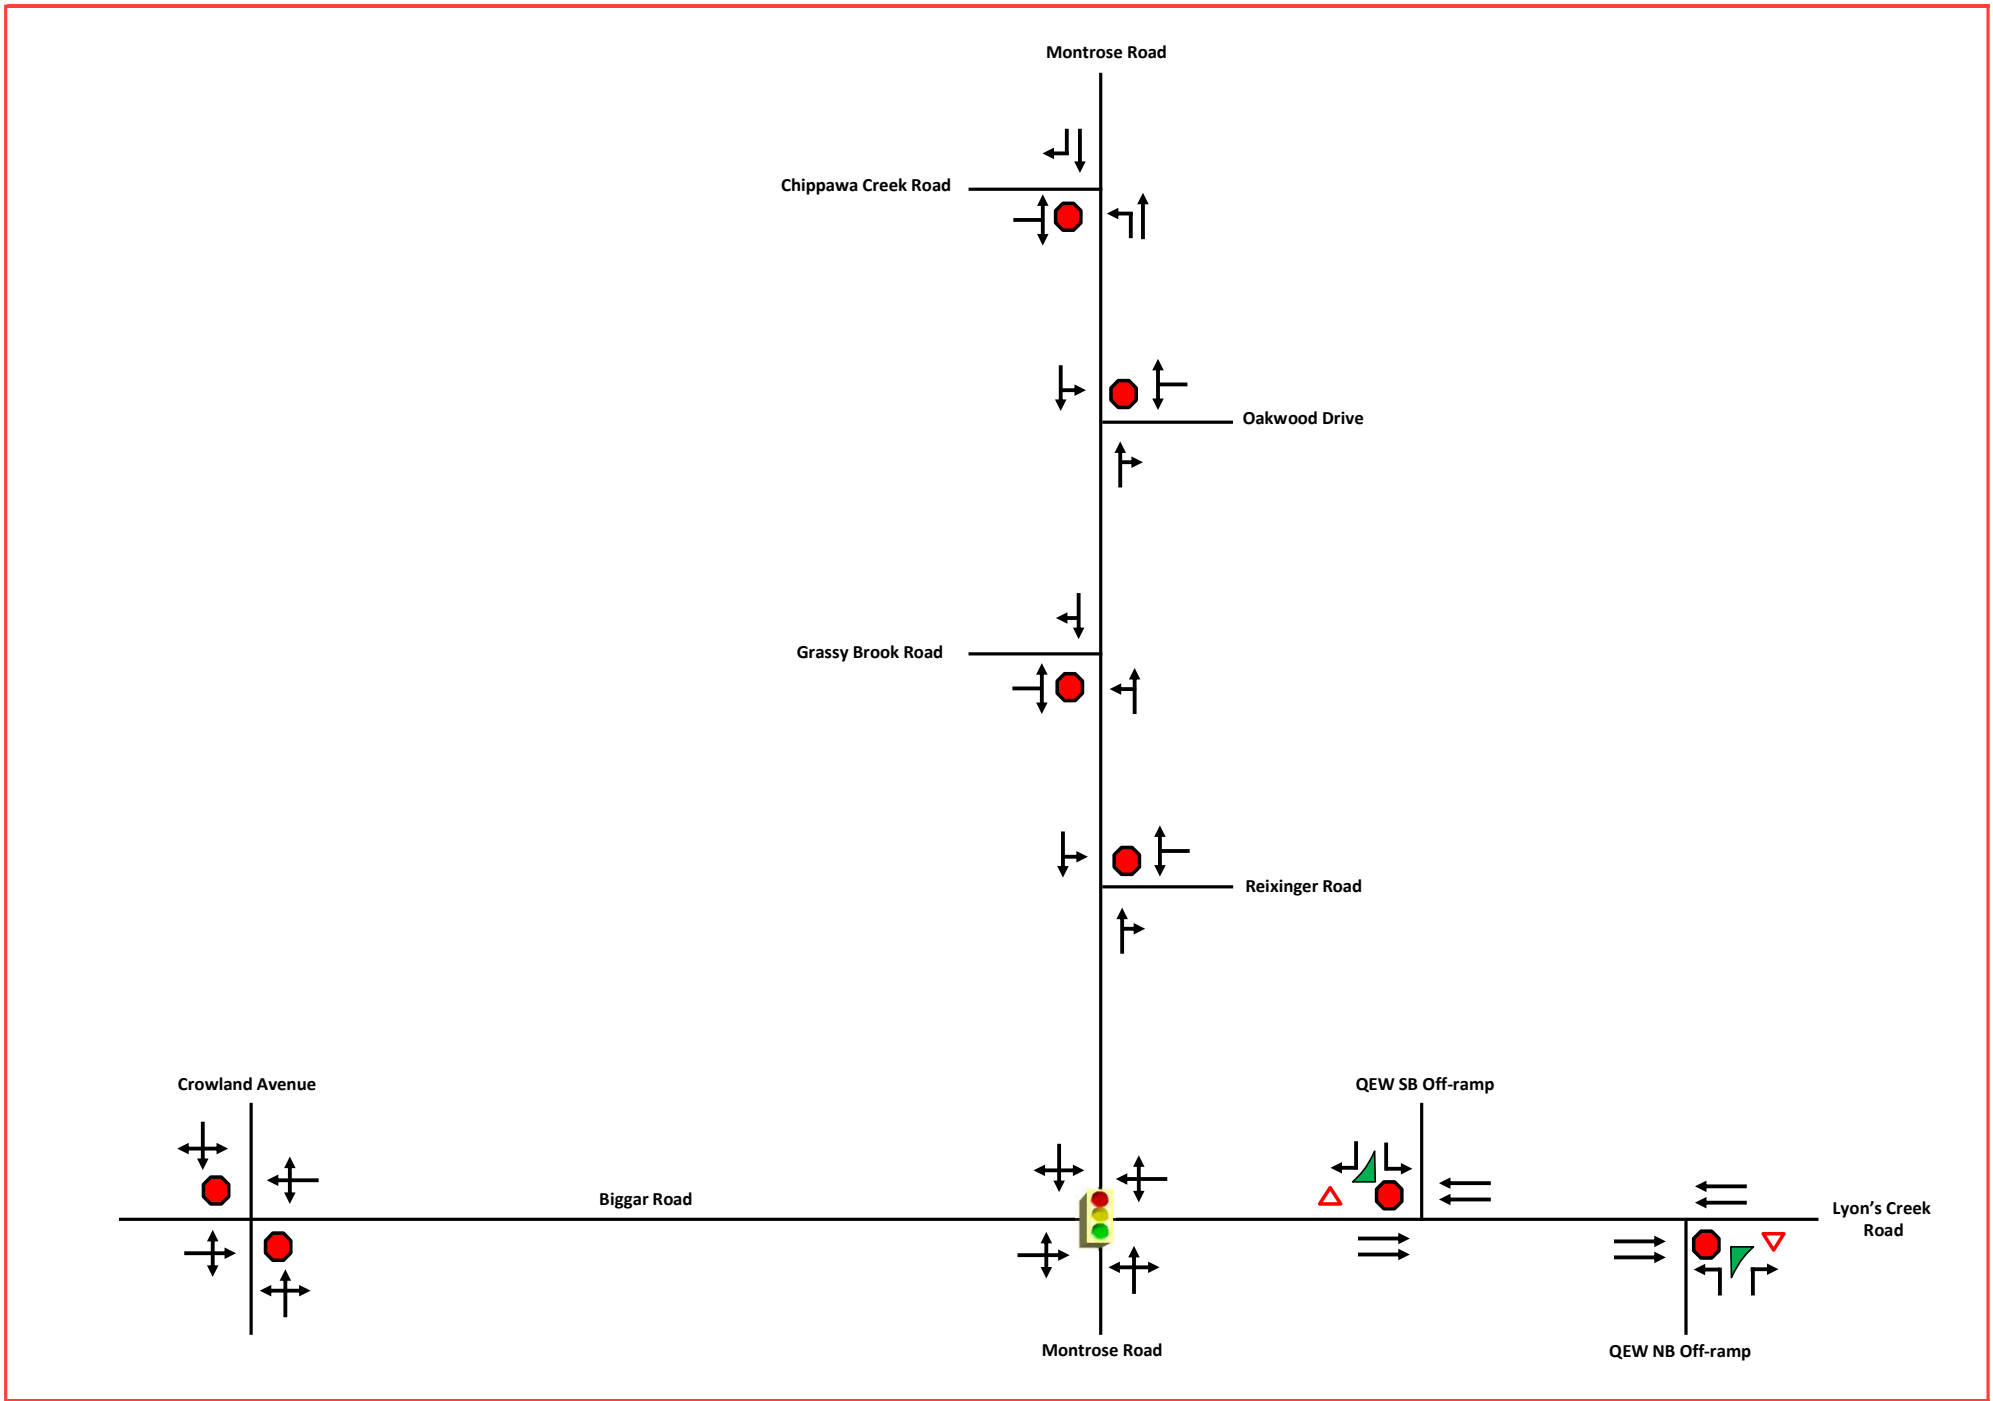 Montrose Road
Chippawa Creek Road
Oakwood Drive
Grassy Brook Road
Reixinger Road
Crowland Avenue
QEW SB Off-ramp
Biggar Road
Lyon’s Creek
Road
Montrose Road
QEW NB Off-ramp